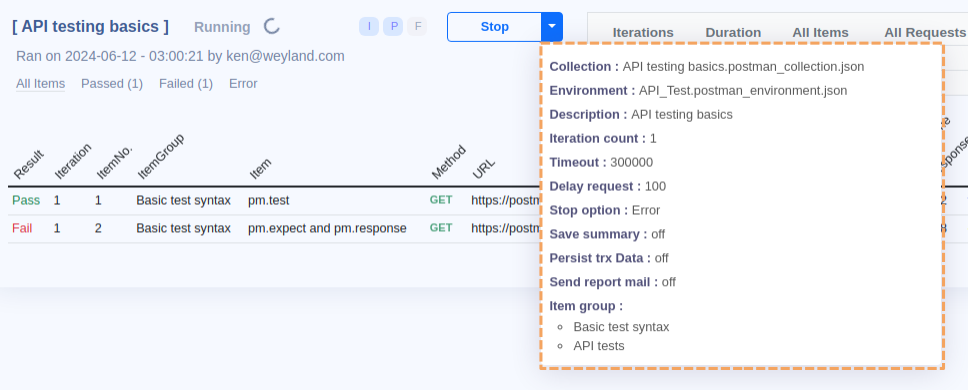 [ API testing basics ] Running I P F Stop Iterations Duration All Items All Requests
Ran on 2024-06-12 - 03:00:21 by ken@weyland.com
All Items Passed (1) Failed (1) Error
Collection : API testing basics.postman_collection.json
Environment : API_Test.postman_environment.json
Description : API testing basics
Iteration count : 1
Timeout : 300000
Delay request : 100
Stop option : Error
Save summary : off
Persist trx Data : off
Send report mail : off
Item group :
Basic test syntax
API tests
Result Iteration ItemNo. ItemGroup Item Method URL
Pass 1 1 Basic test syntax pm.test GET https://postm 2
Fail 1 2 Basic test syntax pm.expect and pm.response GET https://postm 8